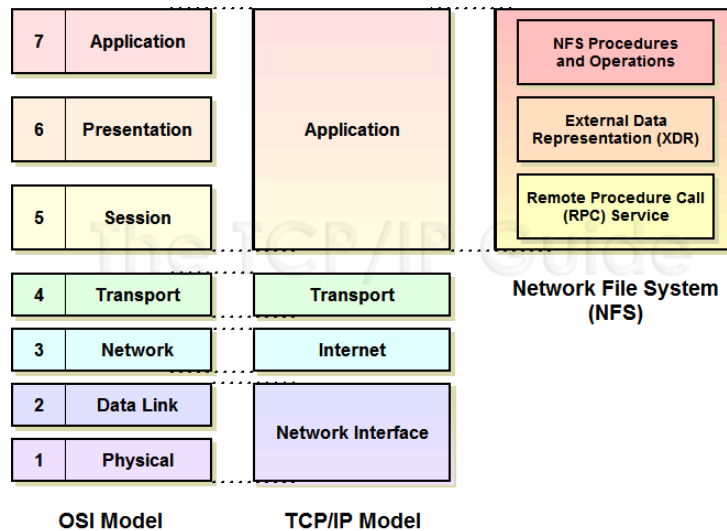 7 Application
6 Presentation
5 Session
4 Transport
3 Network
2 Data Link
1 Physical
OSI Model
Application
Transport
Internet
Network Interface
TCP/IP Model
NFS Procedures
and Operations
External Data
Representation (XDR)
Remote Procedure Call
(RPC) Service
Network File System
(NFS)
The TCP/IP Guide